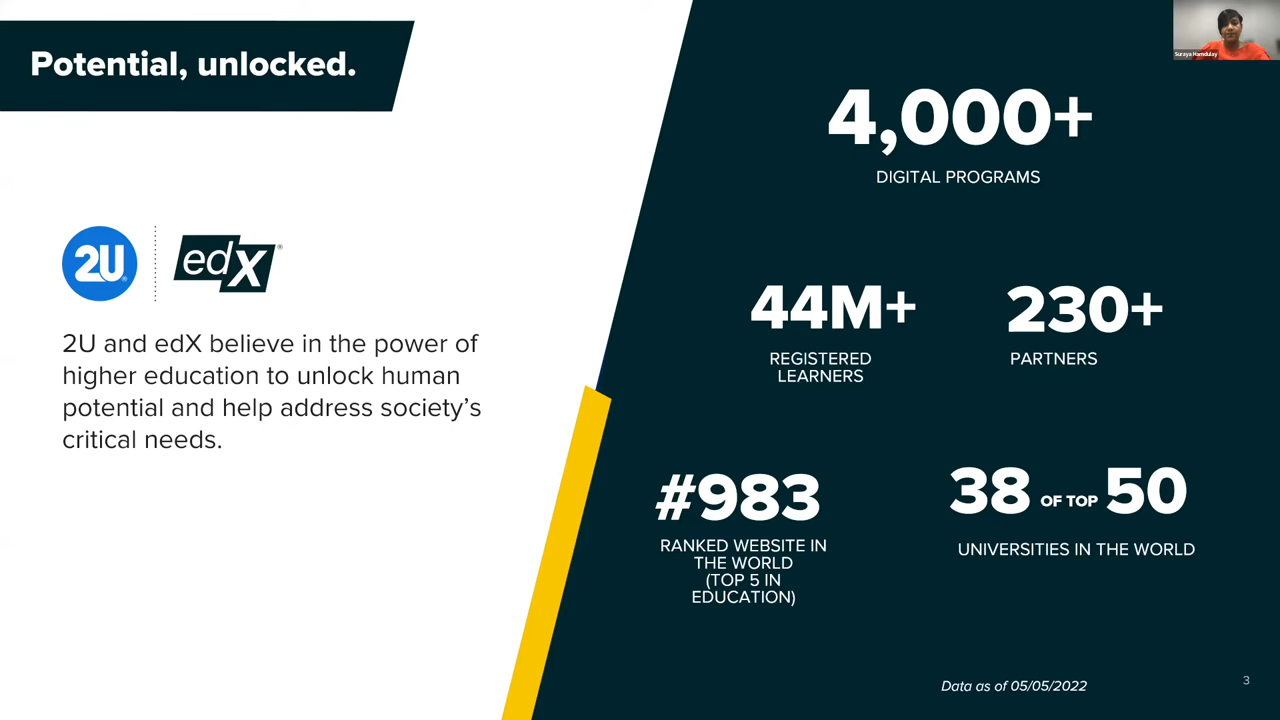 Potential, unlocked.
2U
edX
2U and edX believe in the power of
higher education to unlock human
potential and help address society's
critical needs.
4,000+
DIGITAL PROGRAMS
44M+
REGISTERED
LEARNERS
230+
PARTNERS
#983
RANKED WEBSITE IN
THE WORLD
(TOP 5 IN
EDUCATION)
38 OF TOP 50
UNIVERSITIES IN THE WORLD
Data as of 05/05/2022
3
Suraya Hamdulay